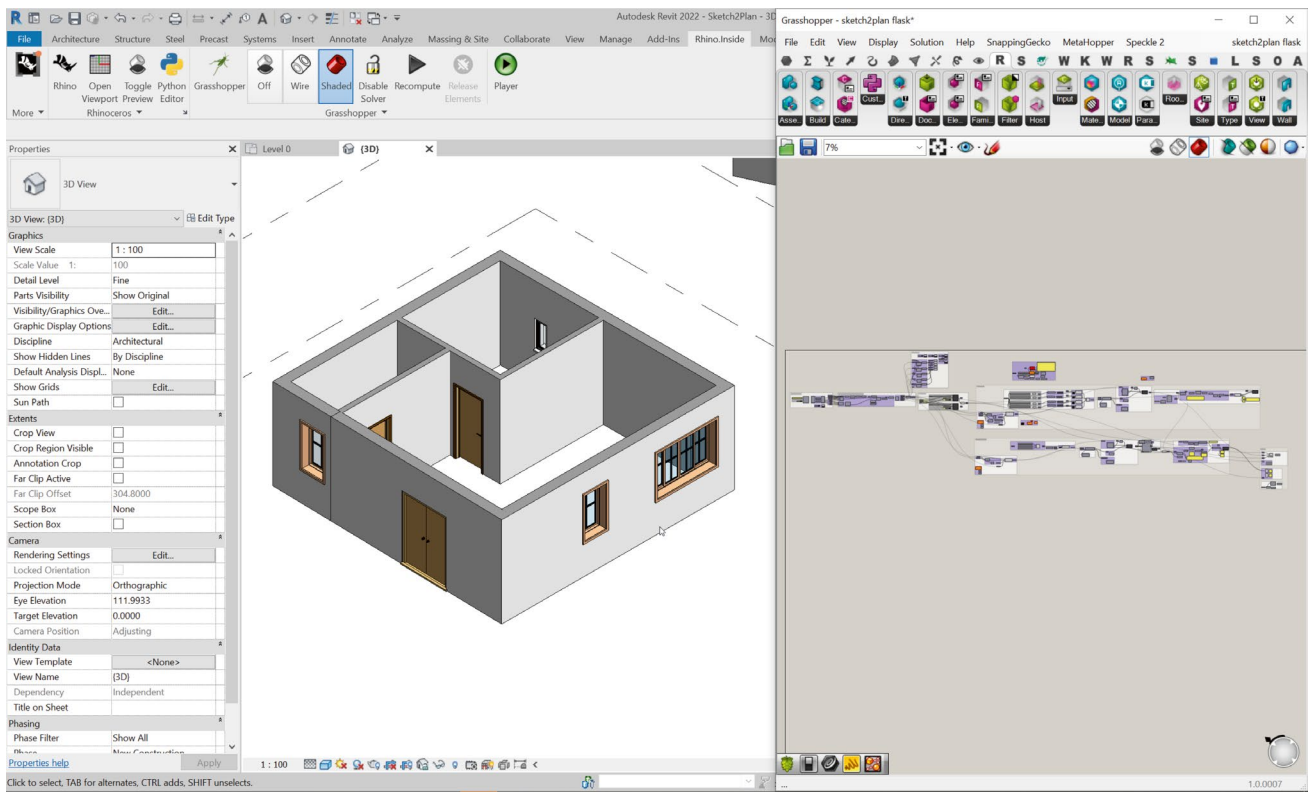 Autodesk Revit 2022 - Sketch2Plan - 3D
File Architecture Structure Steel Precast Systems Insert Annotate Analyze Massing & Site Collaborate View Manage Add-Ins Rhino.Inside
Rhino Open Viewport Toggle Preview Python Editor Grasshopper Off Wire Shaded Disable Solver Recompute Release Elements Player
More Rhinoceros Grasshopper
Properties
Level 0 {3D}
3D View
3D View: {3D} Edit Type
Graphics
View Scale 1 : 100
Scale Value 1: 100
Detail Level Fine
Parts Visibility Show Original
Visibility/Graphics Ove... Edit...
Graphic Display Options Edit...
Discipline Architectural
Show Hidden Lines By Discipline
Default Analysis Displ... None
Show Grids Edit...
Sun Path
Extents
Crop View
Crop Region Visible
Annotation Crop
Far Clip Active
Far Clip Offset 304.8000
Scope Box None
Section Box
Camera
Rendering Settings Edit...
Locked Orientation
Projection Mode Orthographic
Eye Elevation 111.9933
Target Elevation 0.0000
Camera Position Adjusting
Identity Data
View Template <None>
View Name {3D}
Dependency Independent
Title on Sheet
Phasing
Phase Filter Show All
Phase New Construction
Properties help Apply
1 : 100
Click to select, TAB for alternates, CTRL adds, SHIFT unselects.
Grasshopper - sketch2plan flask*
File Edit View Display Solution Help SnappingGecko MetaHopper Speckle 2 sketch2plan flask
R S W K W R S S L S O A
Asse... Build Cate... Cust... Dire... Doc... Ele... Fami... Filter Host Input Mate... Model Para... Roo... Site Type View Wall
7%
... 1.0.0007